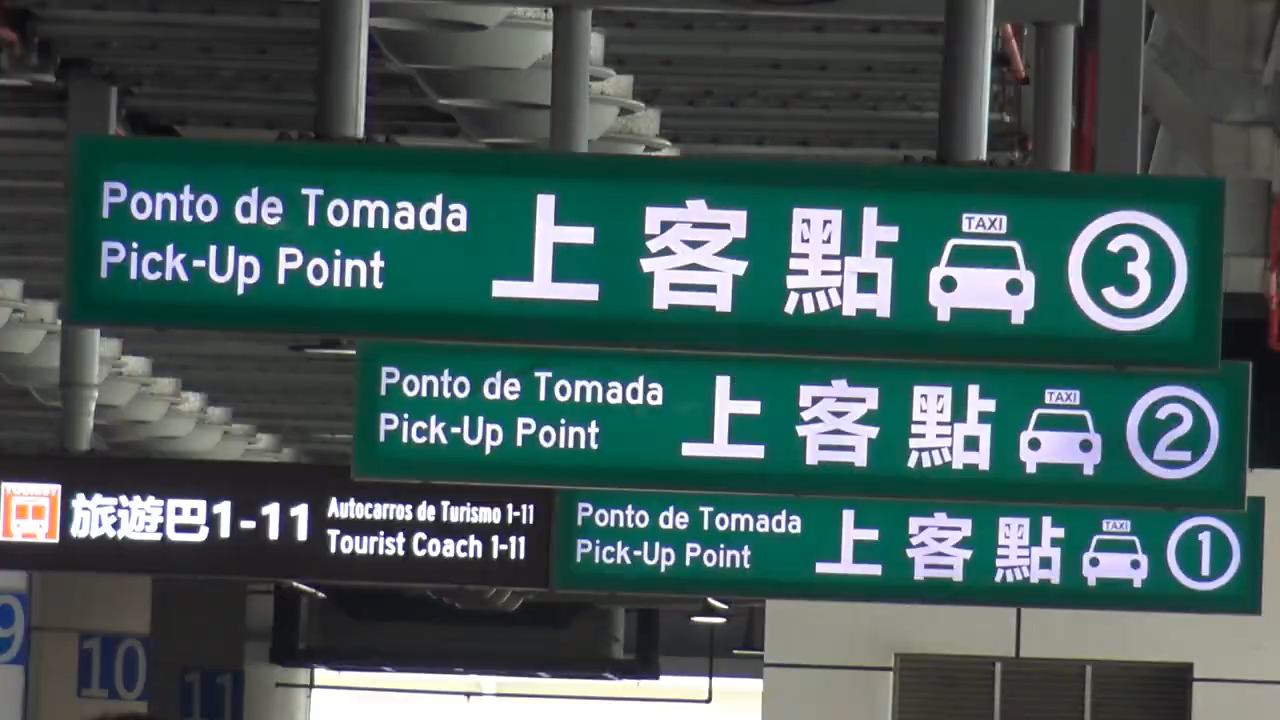 Ponto de Tomada
Pick-Up Point
上客點
TAXI
3
Ponto de Tomada
Pick-Up Point
上客點
TAXI
2
TOURIST
旅遊巴1-11
Autocarros de Turismo 1-11
Tourist Coach 1-11
Ponto de Tomada
Pick-Up Point
上客點
TAXI
1
9
10
11